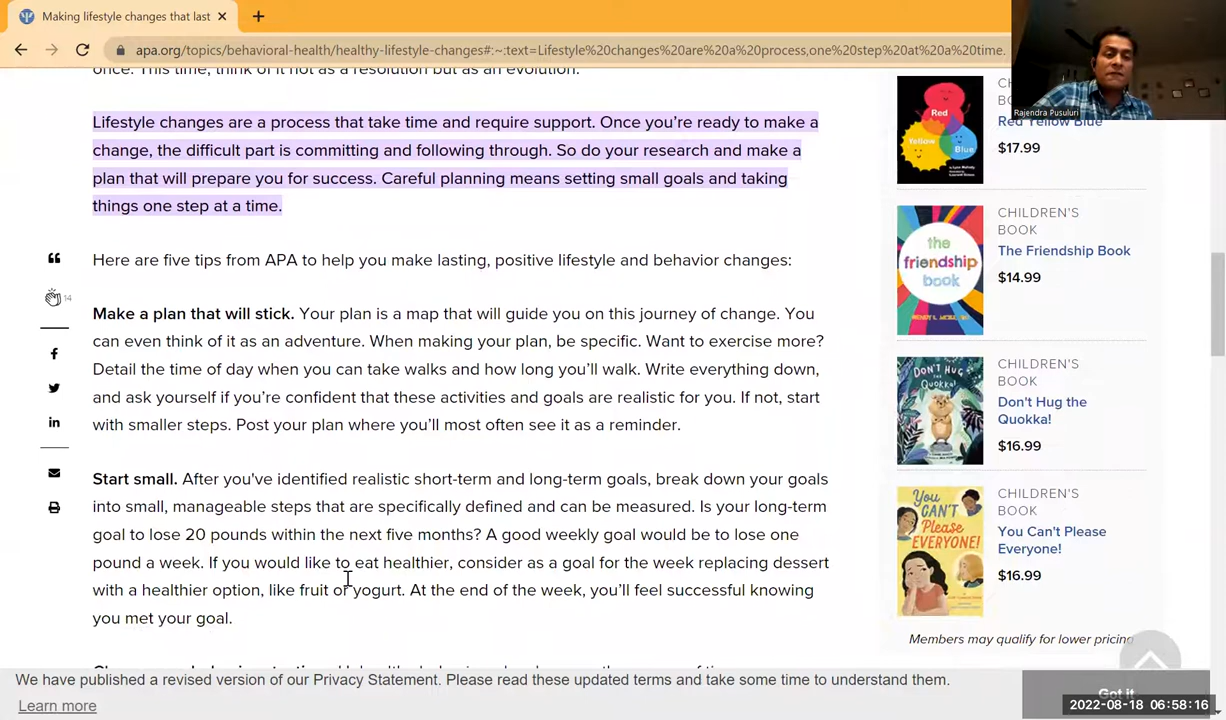 Making lifestyle changes that last
apa.org/topics/behavioral-health/healthy-lifestyle-changes#:~:text=Lifestyle%20changes%20are%20a%20process,one%20step%20at%20a%20time.
once. This time, think of it not as a resolution but as an evolution.
Lifestyle changes are a process that take time and require support. Once you're ready to make a
change, the difficult part is committing and following through. So do your research and make a
plan that will prepare you for success. Careful planning means setting small goals and taking
things one step at a time.
Here are five tips from APA to help you make lasting, positive lifestyle and behavior changes:
14
Make a plan that will stick. Your plan is a map that will guide you on this journey of change. You
can even think of it as an adventure. When making your plan, be specific. Want to exercise more?
Detail the time of day when you can take walks and how long you'll walk. Write everything down,
and ask yourself if you're confident that these activities and goals are realistic for you. If not, start
with smaller steps. Post your plan where you'll most often see it as a reminder.
Start small. After you've identified realistic short-term and long-term goals, break down your goals
into small, manageable steps that are specifically defined and can be measured. Is your long-term
goal to lose 20 pounds within the next five months? A good weekly goal would be to lose one
pound a week. If you would like to eat healthier, consider as a goal for the week replacing dessert
with a healthier option, like fruit or yogurt. At the end of the week, you'll feel successful knowing
you met your goal.
Rajendra Pusuluri
Red
Yellow
Blue
Red Yellow Blue
$17.99
the
friendship
book
CHILDREN'S
BOOK
The Friendship Book
$14.99
DON'T HUG
THE
QUOKKA!
CHILDREN'S
BOOK
Don't Hug the
Quokka!
$16.99
You
CAN'T
Please
EVERYONE!
CHILDREN'S
BOOK
You Can't Please
Everyone!
$16.99
Members may qualify for lower pricing
We have published a revised version of our Privacy Statement. Please read these updated terms and take some time to understand them.
Learn more
Got it
2022-08-18 06:58:16